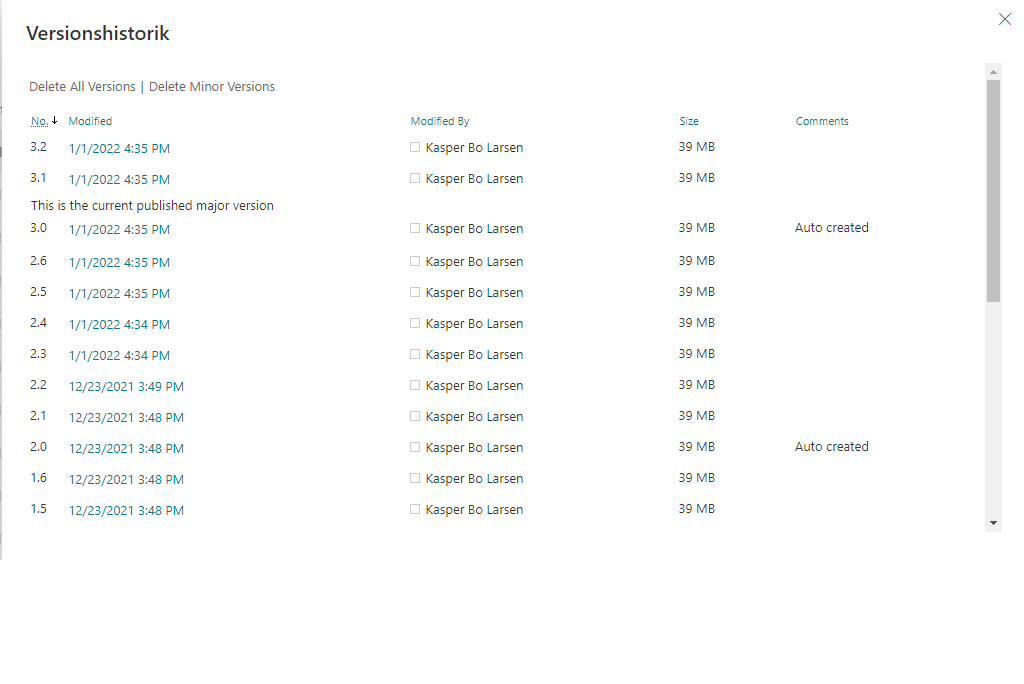 Versionshistorik
Delete All Versions | Delete Minor Versions
No. Modified Modified By Size Comments
3.2 1/1/2022 4:35 PM Kasper Bo Larsen 39 MB
3.1 1/1/2022 4:35 PM Kasper Bo Larsen 39 MB
This is the current published major version
3.0 1/1/2022 4:35 PM Kasper Bo Larsen 39 MB Auto created
2.6 1/1/2022 4:35 PM Kasper Bo Larsen 39 MB
2.5 1/1/2022 4:35 PM Kasper Bo Larsen 39 MB
2.4 1/1/2022 4:34 PM Kasper Bo Larsen 39 MB
2.3 1/1/2022 4:34 PM Kasper Bo Larsen 39 MB
2.2 12/23/2021 3:49 PM Kasper Bo Larsen 39 MB
2.1 12/23/2021 3:48 PM Kasper Bo Larsen 39 MB
2.0 12/23/2021 3:48 PM Kasper Bo Larsen 39 MB Auto created
1.6 12/23/2021 3:48 PM Kasper Bo Larsen 39 MB
1.5 12/23/2021 3:48 PM Kasper Bo Larsen 39 MB